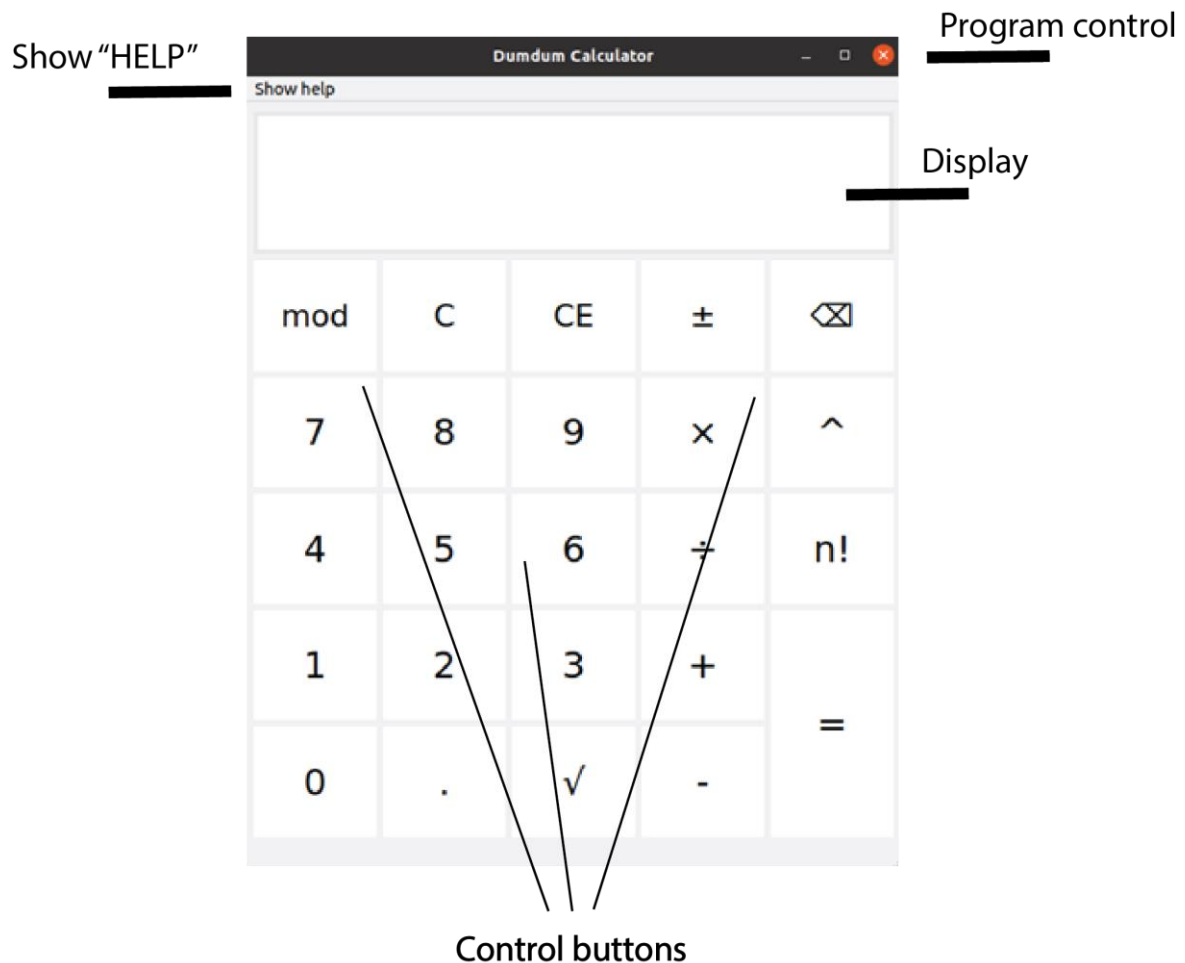 Program control
Show “HELP”
Dumdum Calculator
Show help
Display
mod C CE ± ⌫
7 8 9 × ^
4 5 6 ÷ n!
1 2 3 +
=
0 . √ -
Control buttons